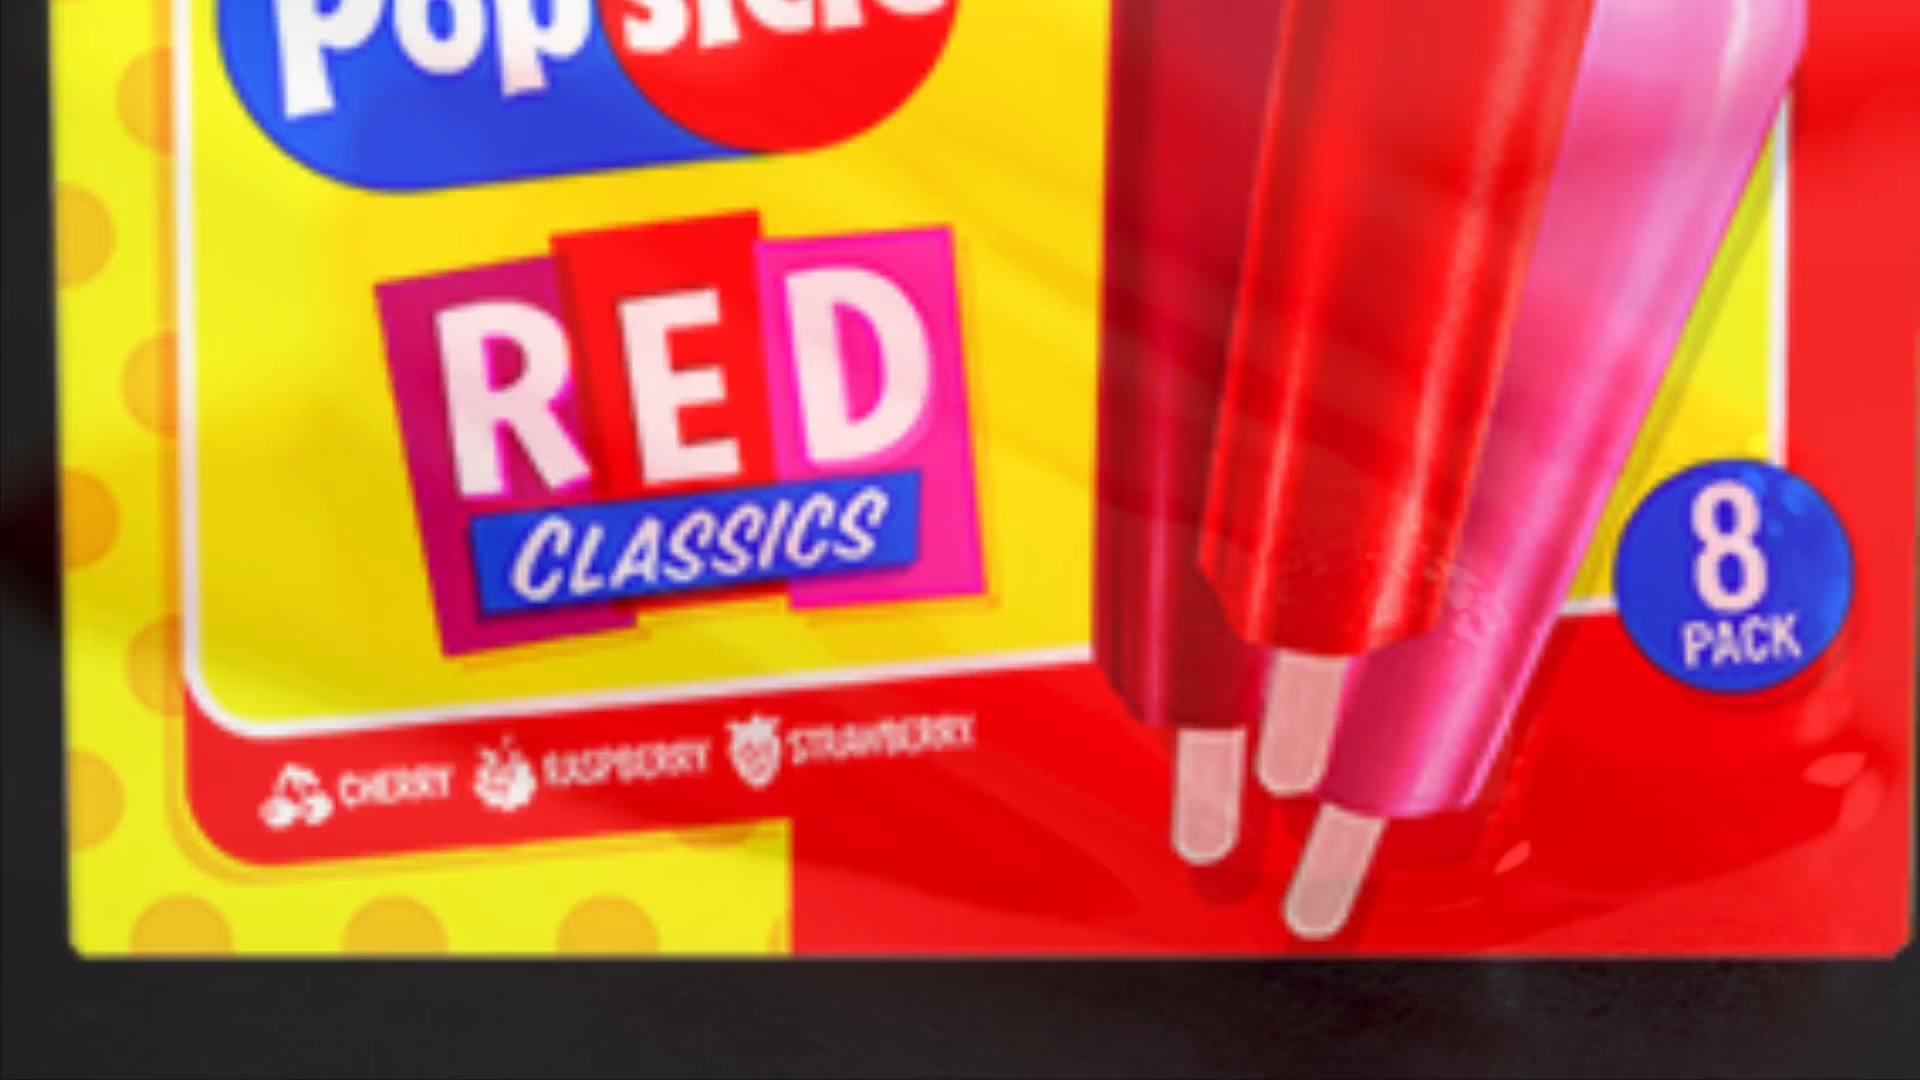 Popsicle
RED
CLASSICS
8
PACK
CHERRY RASPBERRY STRAWBERRY